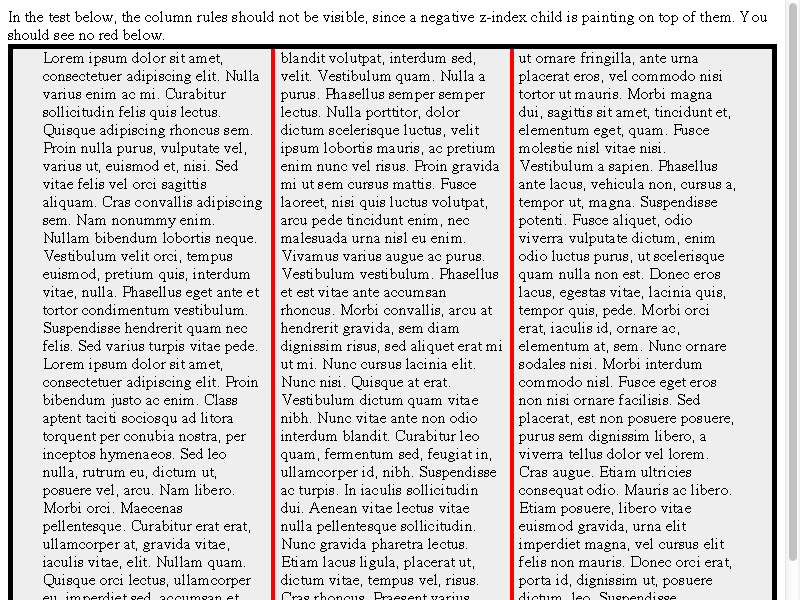 In the test below, the column rules should not be visible, since a negative z-index child is painting on top of them. You
should see no red below.
Lorem ipsum dolor sit amet,
consectetuer adipiscing elit. Nulla
varius enim ac mi. Curabitur
sollicitudin felis quis lectus.
Quisque adipiscing rhoncus sem.
Proin nulla purus, vulputate vel,
varius ut, euismod et, nisi. Sed
vitae felis vel orci sagittis
aliquam. Cras convallis adipiscing
sem. Nam nonummy enim.
Nullam bibendum lobortis neque.
Vestibulum velit orci, tempus
euismod, pretium quis, interdum
vitae, nulla. Phasellus eget ante et
tortor condimentum vestibulum.
Suspendisse hendrerit quam nec
felis. Sed varius turpis vitae pede.
Lorem ipsum dolor sit amet,
consectetuer adipiscing elit. Proin
bibendum justo ac enim. Class
aptent taciti sociosqu ad litora
torquent per conubia nostra, per
inceptos hymenaeos. Sed leo
nulla, rutrum eu, dictum ut,
posuere vel, arcu. Nam libero.
Morbi orci. Maecenas
pellentesque. Curabitur erat erat,
ullamcorper at, gravida vitae,
iaculis vitae, elit. Nullam quam.
Quisque orci lectus, ullamcorper
eu, imperdiet sed, accumsan et
blandit volutpat, interdum sed,
velit. Vestibulum quam. Nulla a
purus. Phasellus semper semper
lectus. Nulla porttitor, dolor
dictum scelerisque luctus, velit
ipsum lobortis mauris, ac pretium
enim nunc vel risus. Proin gravida
mi ut sem cursus mattis. Fusce
laoreet, nisi quis luctus volutpat,
arcu pede tincidunt enim, nec
malesuada urna nisl eu enim.
Vivamus varius augue ac purus.
Vestibulum vestibulum. Phasellus
et est vitae ante accumsan
rhoncus. Morbi convallis, arcu at
hendrerit gravida, sem diam
dignissim risus, sed aliquet erat mi
ut mi. Nunc cursus lacinia elit.
Nunc nisi. Quisque at erat.
Vestibulum dictum quam vitae
nibh. Nunc vitae ante non odio
interdum blandit. Curabitur leo
quam, fermentum sed, feugiat in,
ullamcorper id, nibh. Suspendisse
ac turpis. In iaculis sollicitudin
dui. Aenean vitae lectus vitae
nulla pellentesque sollicitudin.
Nunc gravida pharetra lectus.
Etiam lacus ligula, placerat ut,
dictum vitae, tempus vel, risus.
Cras rhoncus. Praesent varius
ut ornare fringilla, ante urna
placerat eros, vel commodo nisi
tortor ut mauris. Morbi magna
dui, sagittis sit amet, tincidunt et,
elementum eget, quam. Fusce
molestie nisl vitae nisi.
Vestibulum a sapien. Phasellus
ante lacus, vehicula non, cursus a,
tempor ut, magna. Suspendisse
potenti. Fusce aliquet, odio
viverra vulputate dictum, enim
odio luctus purus, ut scelerisque
quam nulla non est. Donec eros
lacus, egestas vitae, lacinia quis,
tempor quis, pede. Morbi orci
erat, iaculis id, ornare ac,
elementum at, sem. Nunc ornare
sodales nisi. Morbi interdum
commodo nisl. Fusce eget eros
non nisi ornare facilisis. Sed
placerat, est non posuere posuere,
purus sem dignissim libero, a
viverra tellus dolor vel lorem.
Cras augue. Etiam ultricies
consequat odio. Mauris ac libero.
Etiam posuere, libero vitae
euismod gravida, urna elit
imperdiet magna, vel cursus elit
felis non mauris. Donec orci erat,
porta id, dignissim ut, posuere
dictum, leo. Suspendisse